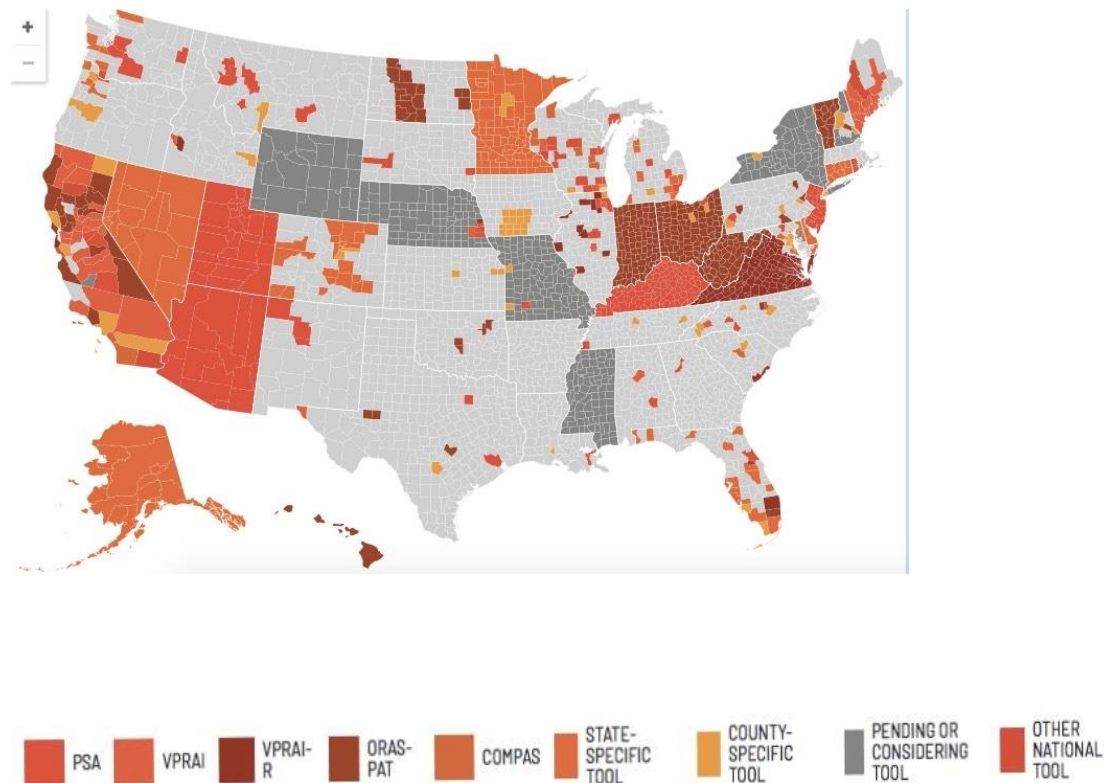 +
−
PSA
VPRAI
VPRAI-
R
ORAS-
PAT
COMPAS
STATE-
SPECIFIC
TOOL
COUNTY-
SPECIFIC
TOOL
PENDING OR
CONSIDERING
TOOL
OTHER
NATIONAL
TOOL